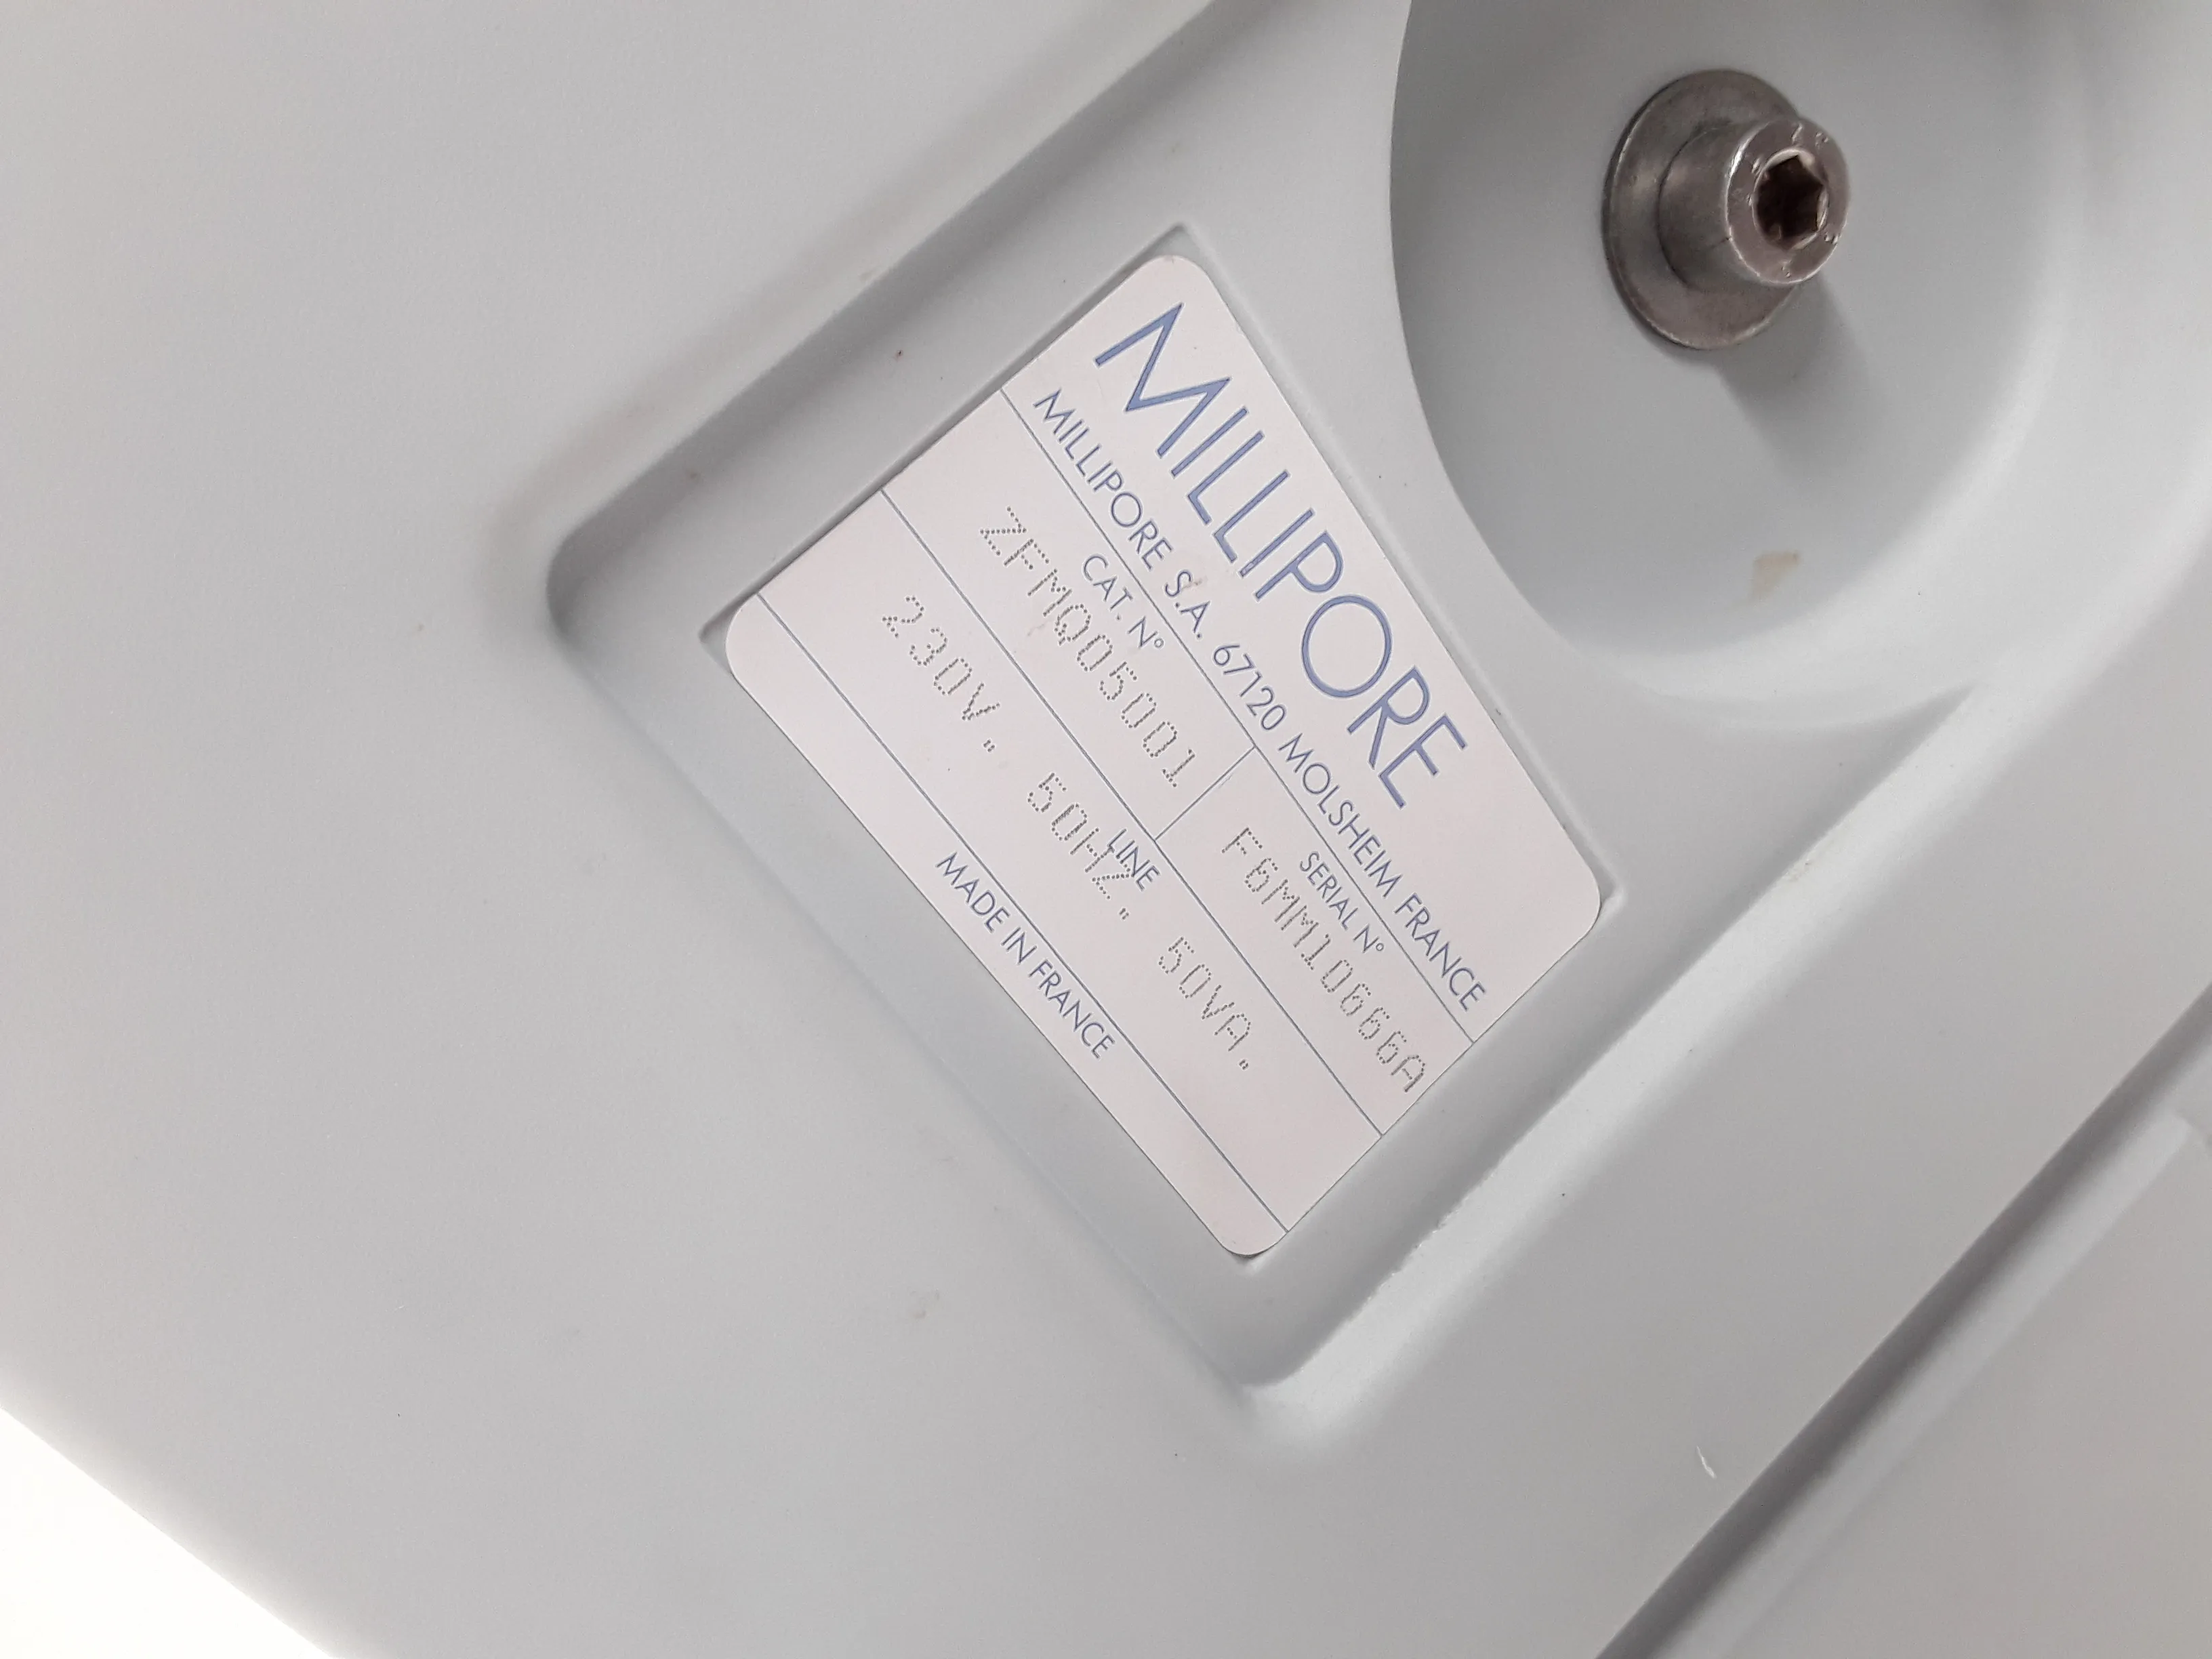 MILLIPORE
MILLIPORE S.A. 67120 MOLSHEIM FRANCE
CAT. N° SERIAL N°
ZFMQ05001 F6MM10666A
LINE
230V. 50HZ. 50VA.
MADE IN FRANCE